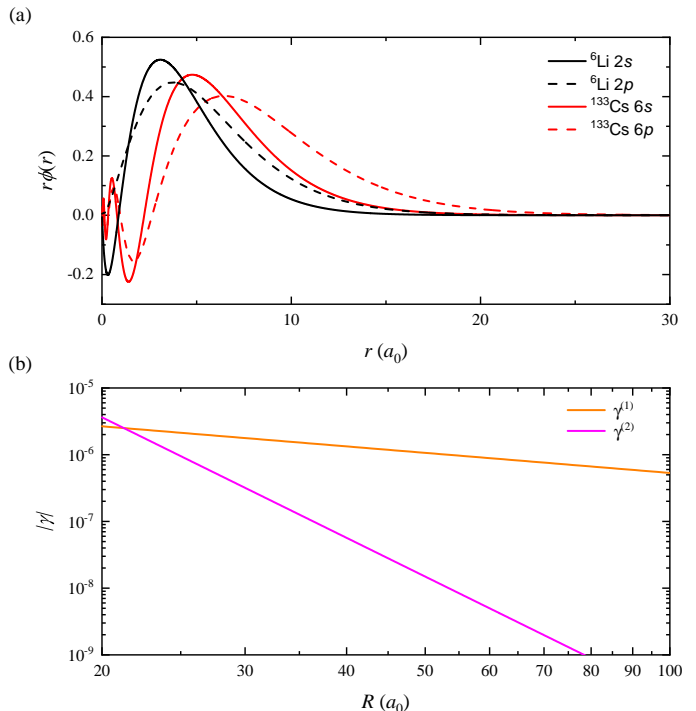 (a)
0.6
0.4
0.2
0.0
-0.2
rϕ(r)
⁶Li 2s
⁶Li 2p
¹³³Cs 6s
¹³³Cs 6p
0 10 20 30
r (a₀)
(b)
10⁻⁵
10⁻⁶
10⁻⁷
10⁻⁸
10⁻⁹
|γ|
γ⁽¹⁾
γ⁽²⁾
20 30 40 50 60 70 80 90 100
R (a₀)